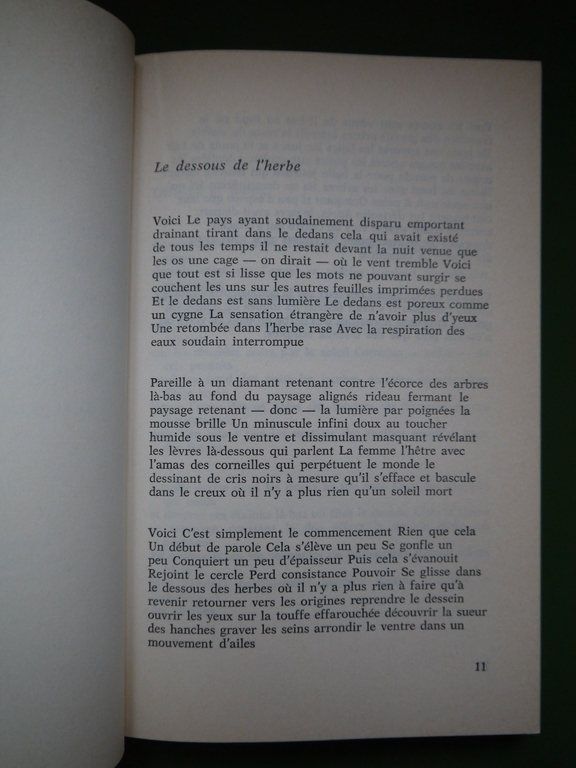 Le dessous de l'herbe
Voici Le pays ayant soudainement disparu emportant
drainant tirant dans le dedans cela qui avait existé
de tous les temps il ne restait devant la nuit venue que
les os une cage — on dirait — où le vent tremble Voici
que tout est si lisse que les mots ne pouvant surgir se
couchent les uns sur les autres feuilles imprimées perdues
Et le dedans est sans lumière Le dedans est poreux comme
un cygne La sensation étrangère de n'avoir plus d'yeux
Une retombée dans l'herbe rase Avec la respiration des
eaux soudain interrompue
Pareille à un diamant retenant contre l'écorce des arbres
là-bas au fond du paysage alignés rideau fermant le
paysage retenant — donc — la lumière par poignées la
mousse brille Un minuscule infini doux au toucher
humide sous le ventre et dissimulant masquant révélant
les lèvres là-dessous qui parlent La femme l'hêtre avec
l'amas des corneilles qui perpétuent le monde le
dessinant de cris noirs à mesure qu'il s'efface et bascule
dans le creux où il n'y a plus rien qu'un soleil mort
Voici C'est simplement le commencement Rien que cela
Un début de parole Cela s'élève un peu Se gonfle un
peu Conquiert un peu d'épaisseur Puis cela s'évanouit
Rejoint le cercle Perd consistance Pouvoir Se glisse dans
le dessous des herbes où il n'y a plus rien à faire qu'à
revenir retourner vers les origines reprendre le dessein
ouvrir les yeux sur la touffe effarouchée découvrir la sueur
des hanches graver les seins arrondir le ventre dans un
mouvement d'ailes
11